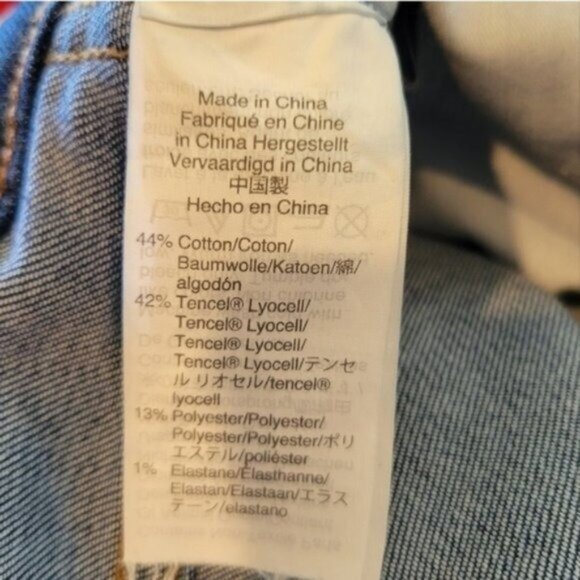 Made in China
Fabriqué en Chine
in China Hergestellt
Vervaardigd in China
中国製
Hecho en China
44% Cotton/Coton/
Baumwolle/Katoen/綿/
algodón
42% Tencel® Lyocell/
Tencel® Lyocell/
Tencel® Lyocell/
Tencel® Lyocell/テンセ
ル リオセル/tencel®
lyocell
13% Polyester/Polyester/
Polyester/Polyester/ポリ
エステル/poliéster
1% Elastane/Élasthanne/
Elastan/Elastaan/エラス
テーン/elastano